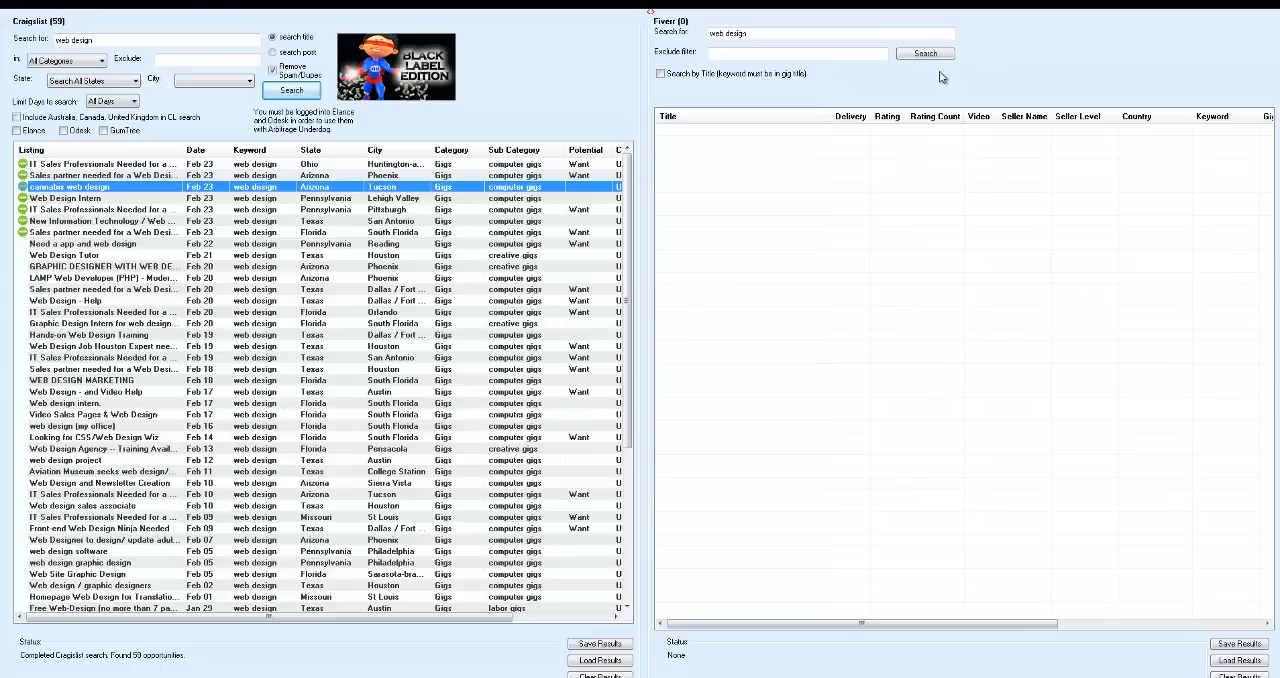 Craigslist (59)
Search for: web design
search title
search post
in: All Categories Exclude:
Remove
Spam/Dupes
State: Search All States City:
Search
Limit Days to search: All Days
BLACK
LABEL
EDITION
Include Australia, Canada, United Kingdom in CL search
Elance Odesk GumTree
You must be logged into Elance
and Odesk in order to use them
with Arbitrage Underdog.
Listing Date Keyword State City Category Sub Category Potential C
IT Sales Professionals Needed for a ... Feb 23 web design Ohio Huntington-a... Gigs computer gigs Want U
Sales partner needed for a Web Desi... Feb 23 web design Arizona Phoenix Gigs computer gigs Want U
cannabis web design Feb 23 web design Arizona Tucson Gigs computer gigs U
Web Design Intern Feb 23 web design Pennsylvania Lehigh Valley Gigs computer gigs U
IT Sales Professionals Needed for a ... Feb 23 web design Pennsylvania Pittsburgh Gigs computer gigs Want U
New Information Technology / Web ... Feb 23 web design Texas San Antonio Gigs computer gigs U
Sales partner needed for a Web Desi... Feb 23 web design Florida South Florida Gigs computer gigs Want U
Need a app and web design Feb 22 web design Pennsylvania Reading Gigs computer gigs Want U
Web Design Tutor Feb 21 web design Texas Houston Gigs creative gigs U
GRAPHIC DESIGNER WITH WEB DE... Feb 20 web design Arizona Phoenix Gigs computer gigs U
LAMP Web Developer (PHP) - Moder... Feb 20 web design Arizona Phoenix Gigs computer gigs U
Sales partner needed for a Web Desi... Feb 20 web design Texas Dallas / Fort ... Gigs computer gigs Want U
Web Design - Help Feb 20 web design Texas Dallas / Fort ... Gigs computer gigs Want U
IT Sales Professionals Needed for a ... Feb 20 web design Florida Orlando Gigs computer gigs Want U
Graphic Design Intern for web design... Feb 20 web design Florida South Florida Gigs creative gigs U
Hands-on Web Design Training Feb 19 web design Texas Dallas / Fort ... Gigs computer gigs U
Web Design Job Houston Expert nee... Feb 19 web design Texas Houston Gigs computer gigs Want U
IT Sales Professionals Needed for a ... Feb 19 web design Texas San Antonio Gigs computer gigs Want U
Sales partner needed for a Web Desi... Feb 18 web design Texas Houston Gigs computer gigs Want U
WEB DESIGN MARKETING Feb 18 web design Florida South Florida Gigs computer gigs U
Web Design - and Video Help Feb 17 web design Texas Austin Gigs computer gigs Want U
Web design intern. Feb 17 web design Florida South Florida Gigs computer gigs U
Video Sales Pages & Web Design Feb 17 web design Florida South Florida Gigs computer gigs U
web design (my office) Feb 16 web design Florida South Florida Gigs computer gigs U
Looking for CSS/Web Design Wiz Feb 14 web design Florida South Florida Gigs computer gigs Want U
Web Design Agency -- Training Avail... Feb 13 web design Florida Pensacola Gigs creative gigs U
web design project Feb 12 web design Texas Austin Gigs computer gigs U
Aviation Museum seeks web design/... Feb 11 web design Texas College Station Gigs computer gigs U
Web Design and Newsletter Creation Feb 11 web design Arizona Sierra Vista Gigs computer gigs U
IT Sales Professionals Needed for a ... Feb 10 web design Arizona Tucson Gigs computer gigs Want U
Web design sales associate Feb 10 web design Texas Houston Gigs computer gigs U
IT Sales Professionals Needed for a ... Feb 09 web design Missouri St Louis Gigs computer gigs Want U
Front-end Web Design Ninja Needed Feb 09 web design Texas Dallas / Fort ... Gigs computer gigs Want U
Web Designer to design/ update adul... Feb 07 web design Arizona Phoenix Gigs computer gigs U
web design software Feb 05 web design Pennsylvania Philadelphia Gigs computer gigs U
web design graphic design Feb 05 web design Pennsylvania Philadelphia Gigs computer gigs U
Web Site Graphic Design Feb 05 web design Florida Sarasota-bra... Gigs computer gigs U
Web design / graphic designers Feb 02 web design Texas Houston Gigs computer gigs U
Homepage Web Design for Translatio... Feb 01 web design Missouri St Louis Gigs computer gigs U
Free Web-Design (no more than 7 pa... Jan 29 web design Texas Austin Gigs labor gigs U
Status:
Completed Craigslist search. Found 59 opportunities.
Save Results
Load Results
Clear Results
Fiverr (0)
Search for: web design
Exclude filter: Search
Search by Title (keyword must be in gig title)
Title Delivery Rating Rating Count Video Seller Name Seller Level Country Keyword Gig
Status:
None
Save Results
Load Results
Clear Results